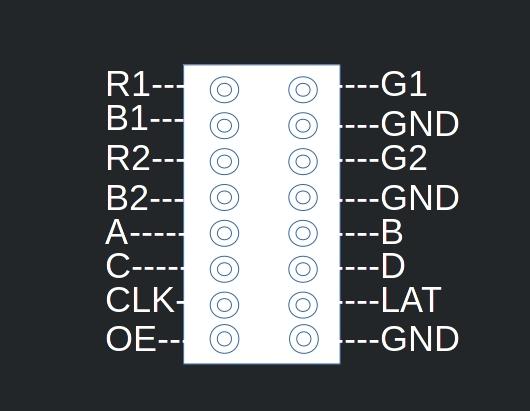 R1--- ----G1
B1--- ----GND
R2--- ----G2
B2--- ----GND
A----- ----B
C----- ----D
CLK- ----LAT
OE--- ----GND